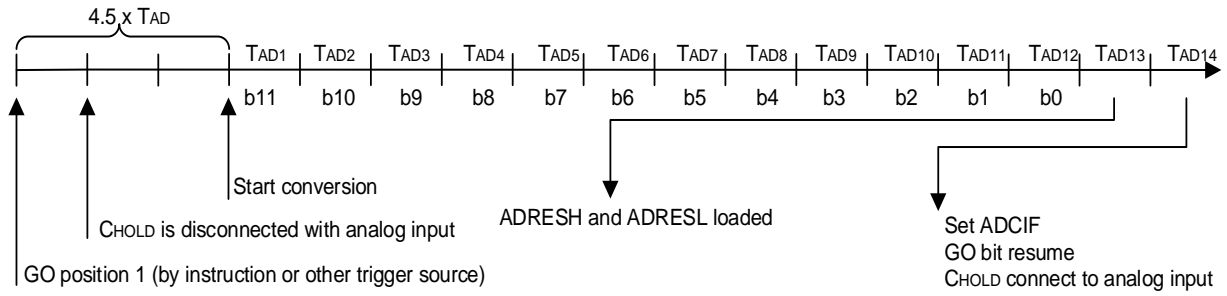 4.5 x TAD
TAD1 TAD2 TAD3 TAD4 TAD5 TAD6 TAD7 TAD8 TAD9 TAD10 TAD11 TAD12 TAD13 TAD14
b11 b10 b9 b8 b7 b6 b5 b4 b3 b2 b1 b0
Start conversion
ADRESH and ADRESL loaded
CHOLD is disconnected with analog input
Set ADCIF
GO bit resume
CHOLD connect to analog input
GO position 1 (by instruction or other trigger source)